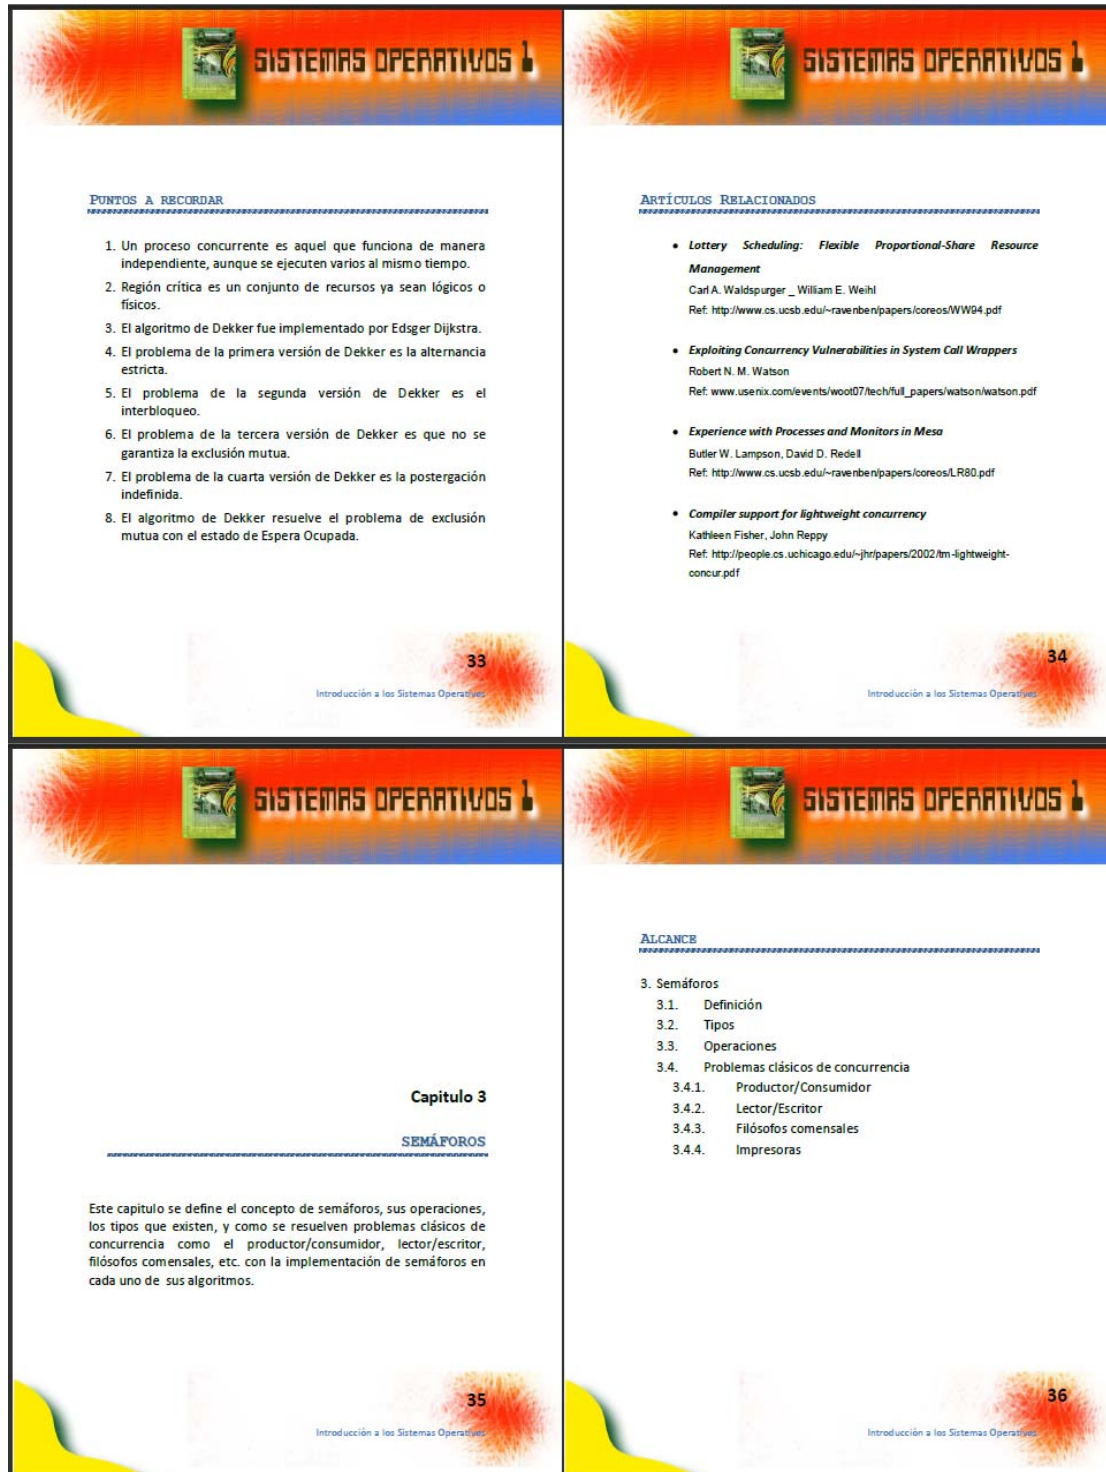 SISTEMAS OPERATIVOS 1
PUNTOS A RECORDAR
1. Un proceso concurrente es aquel que funciona de manera
independiente, aunque se ejecuten varios al mismo tiempo.
2. Región crítica es un conjunto de recursos ya sean lógicos o
físicos.
3. El algoritmo de Dekker fue implementado por Edsger Dijkstra.
4. El problema de la primera versión de Dekker es la alternancia
estricta.
5. El problema de la segunda versión de Dekker es el
interbloqueo.
6. El problema de la tercera versión de Dekker es que no se
garantiza la exclusión mutua.
7. El problema de la cuarta versión de Dekker es la postergación
indefinida.
8. El algoritmo de Dekker resuelve el problema de exclusión
mutua con el estado de Espera Ocupada.
33
Introducción a los Sistemas Operativos
SISTEMAS OPERATIVOS 1
ARTÍCULOS RELACIONADOS
• Lottery Scheduling: Flexible Proportional-Share Resource
Management
Carl A. Waldspurger _ William E. Weihl
Ref: http://www.cs.ucsb.edu/~ravenben/papers/coreos/WW94.pdf
• Exploiting Concurrency Vulnerabilities in System Call Wrappers
Robert N. M. Watson
Ref: www.usenix.com/events/woot07/tech/full_papers/watson/watson.pdf
• Experience with Processes and Monitors in Mesa
Butler W. Lampson, David D. Redell
Ref: http://www.cs.ucsb.edu/~ravenben/papers/coreos/LR80.pdf
• Compiler support for lightweight concurrency
Kathleen Fisher, John Reppy
Ref: http://people.cs.uchicago.edu/~jhr/papers/2002/tm-lightweight-
concur.pdf
34
Introducción a los Sistemas Operativos
SISTEMAS OPERATIVOS 1
Capitulo 3
SEMÁFOROS
Este capitulo se define el concepto de semáforos, sus operaciones,
los tipos que existen, y como se resuelven problemas clásicos de
concurrencia como el productor/consumidor, lector/escritor,
filósofos comensales, etc. con la implementación de semáforos en
cada uno de sus algoritmos.
35
Introducción a los Sistemas Operativos
SISTEMAS OPERATIVOS 1
ALCANCE
3. Semáforos
3.1. Definición
3.2. Tipos
3.3. Operaciones
3.4. Problemas clásicos de concurrencia
3.4.1. Productor/Consumidor
3.4.2. Lector/Escritor
3.4.3. Filósofos comensales
3.4.4. Impresoras
36
Introducción a los Sistemas Operativos